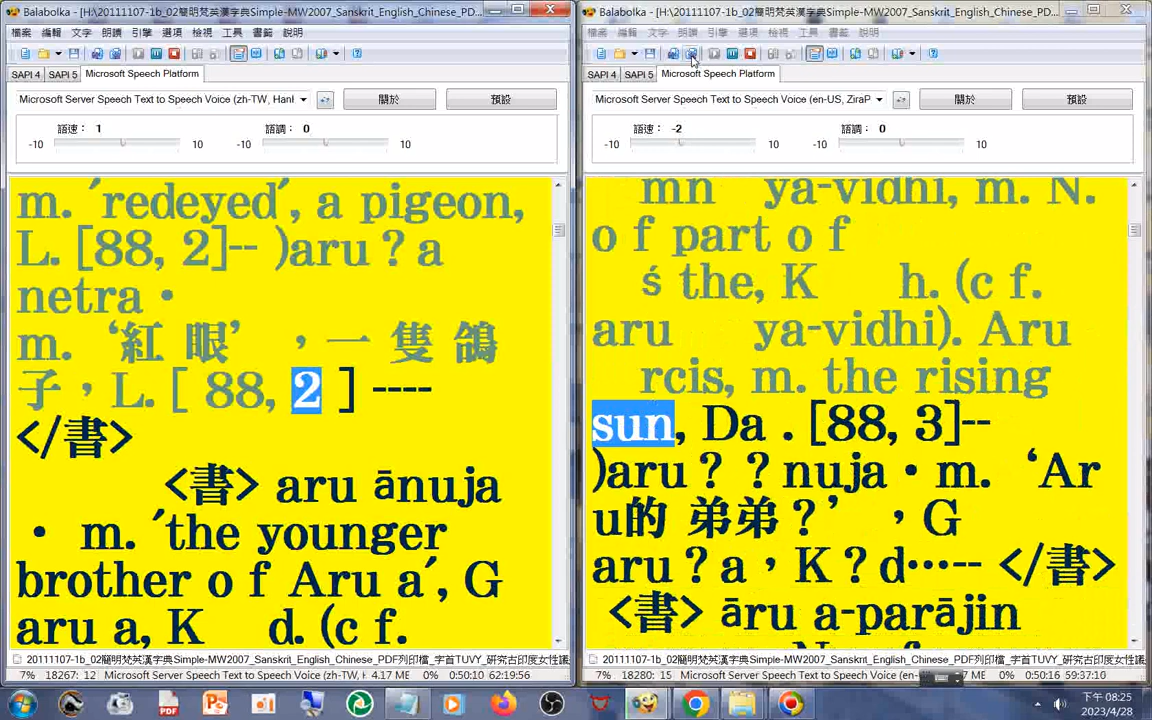 Balabolka - [H:\20111107-1b_02簡明梵英漢字典Simple-MW2007_Sanskrit_English_Chinese_PD...
檔案 編輯 文字 朗讀 引擎 選項 檢視 工具 書籤 說明
SAPI 4 SAPI 5 Microsoft Speech Platform
Microsoft Server Speech Text to Speech Voice (zh-TW, Hanl 關於 預設
語速： 1 語調： 0
-10 10 -10 10
m. ´redeyed´, a pigeon,
L. [88, 2]-- )aru？a
netra •
m. ‘紅 眼’ ，一 隻 鴿
子，L. [ 88, 2 ] ----
</書>
<書> aru ānuja
• m. ´the younger
brother o f Aru a´, G
aru a, K d. (c f.
20111107-1b_02簡明梵英漢字典Simple-MW2007_Sanskrit_English_Chinese_PDF列印檔_字首TUVY_研究古印度女性議
7% 18267: 12 Microsoft Server Speech Text to Speech Voice (zh-TW, H 4.17 ME 0% 0:50:10 62:19:56
Balabolka - [H:\20111107-1b_02簡明梵英漢字典Simple-MW2007_Sanskrit_English_Chinese_PD...
檔案 編輯 文字 朗讀 引擎 選項 檢視 工具 書籤 說明
SAPI 4 SAPI 5 Microsoft Speech Platform
Microsoft Server Speech Text to Speech Voice (en-US, ZiraP 關於 預設
語速： -2 語調： 0
-10 10 -10 10
mn ya-vidhi, m. N.
o f part o f
ś the, K h. (c f.
aru ya-vidhi). Aru
rcis, m. the rising
sun, Da . [88, 3]--
)aru？？nuja • m. ‘Ar
u的 弟弟？’ ，G
aru？a，K？d…-- </書>
<書> āru a-parājin
20111107-1b_02簡明梵英漢字典Simple-MW2007_Sanskrit_English_Chinese_PDF列印檔_字首TUVY_研究古印度女性議
7% 18280: 15 Microsoft Server Speech Text to Speech Voice (en- 7 ME 0% 0:50:16 59:37:10
下午 08:25
2023/4/28